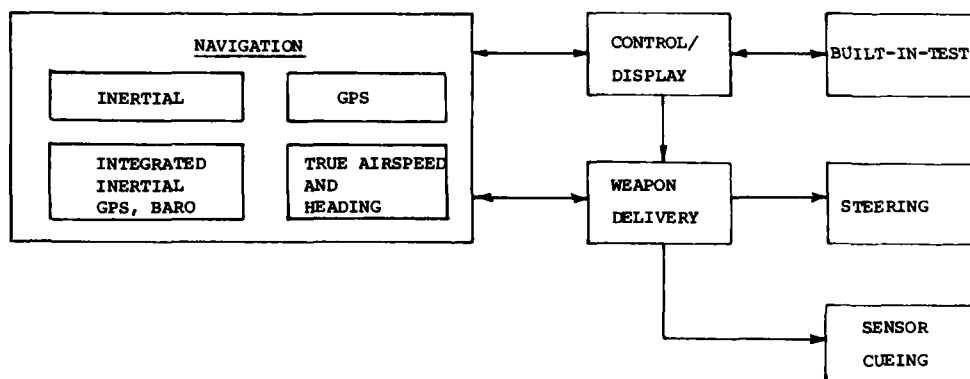 NAVIGATION
INERTIAL
GPS
INTEGRATED
INERTIAL
GPS, BARO
TRUE AIRSPEED
AND
HEADING
CONTROL/
DISPLAY
BUILT-IN-TEST
WEAPON
DELIVERY
STEERING
SENSOR
CUEING